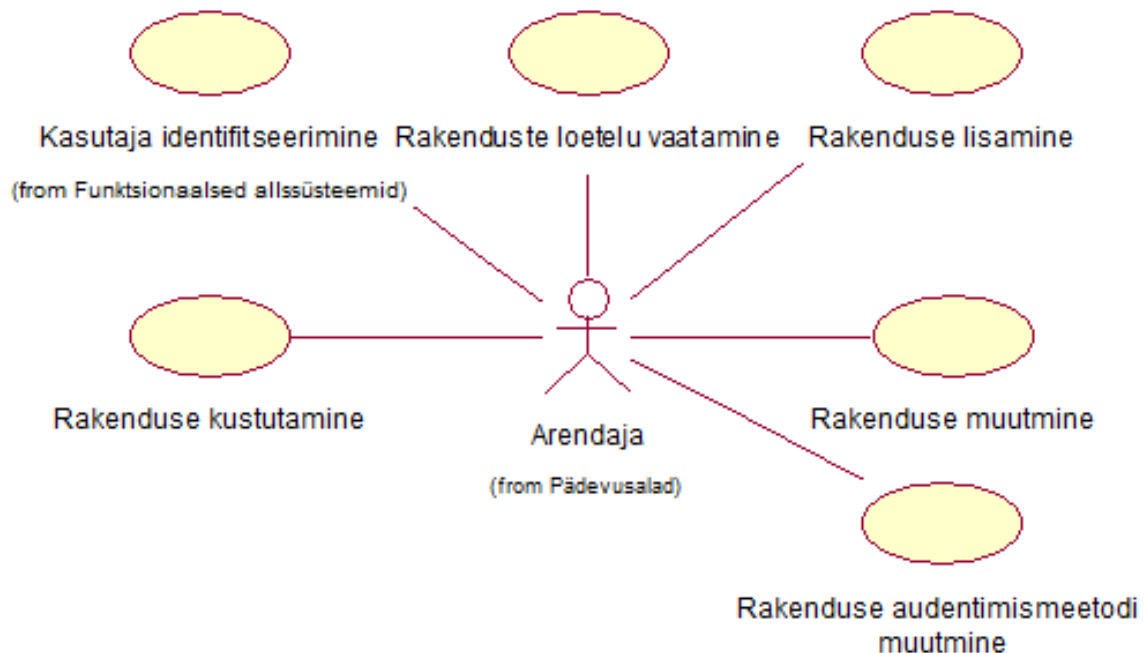 Kasutaja identifitseerimine
(from Funktsionaalsed allssüsteemid)
Rakenduste loetelu vaatamine
Rakenduse lisamine
Rakenduse kustutamine
Arendaja
(from Pädevusalad)
Rakenduse muutmine
Rakenduse audentimismeetodi
muutmine